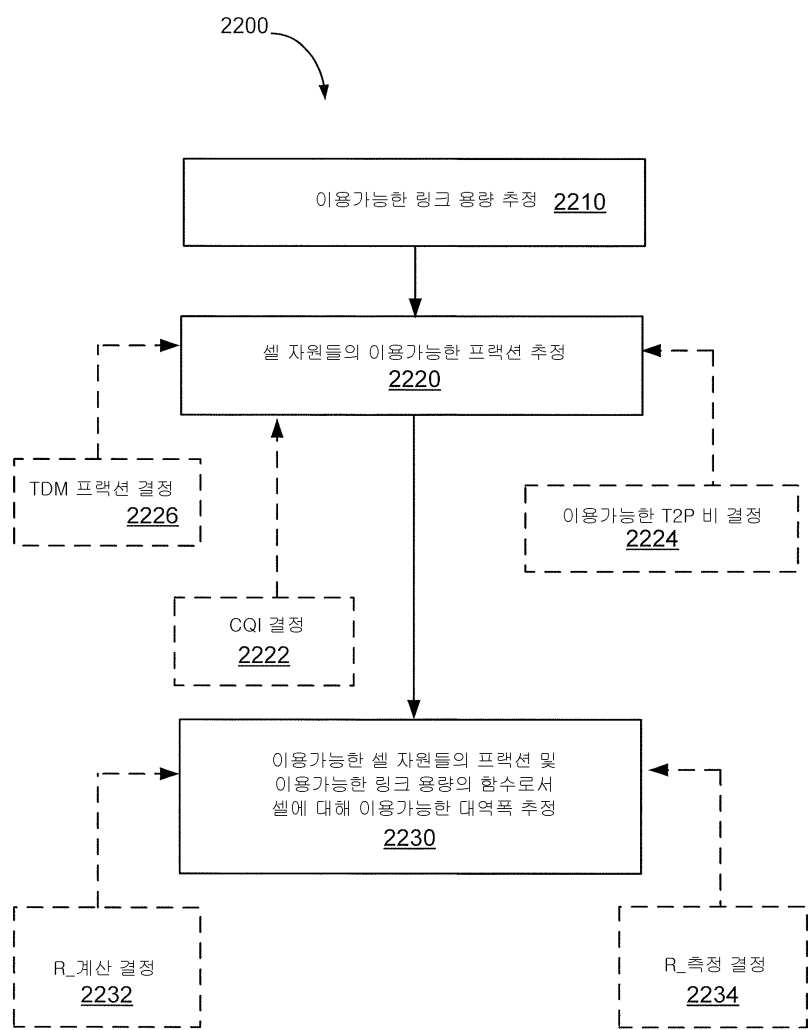 2200
이용가능한 링크 용량 추정 2210
셀 자원들의 이용가능한 프랙션 추정
2220
TDM 프랙션 결정
2226
이용가능한 T2P 비 결정
2224
CQI 결정
2222
이용가능한 셀 자원들의 프랙션 및
이용가능한 링크 용량의 함수로서
셀에 대해 이용가능한 대역폭 추정
2230
R_계산 결정
2232
R_측정 결정
2234